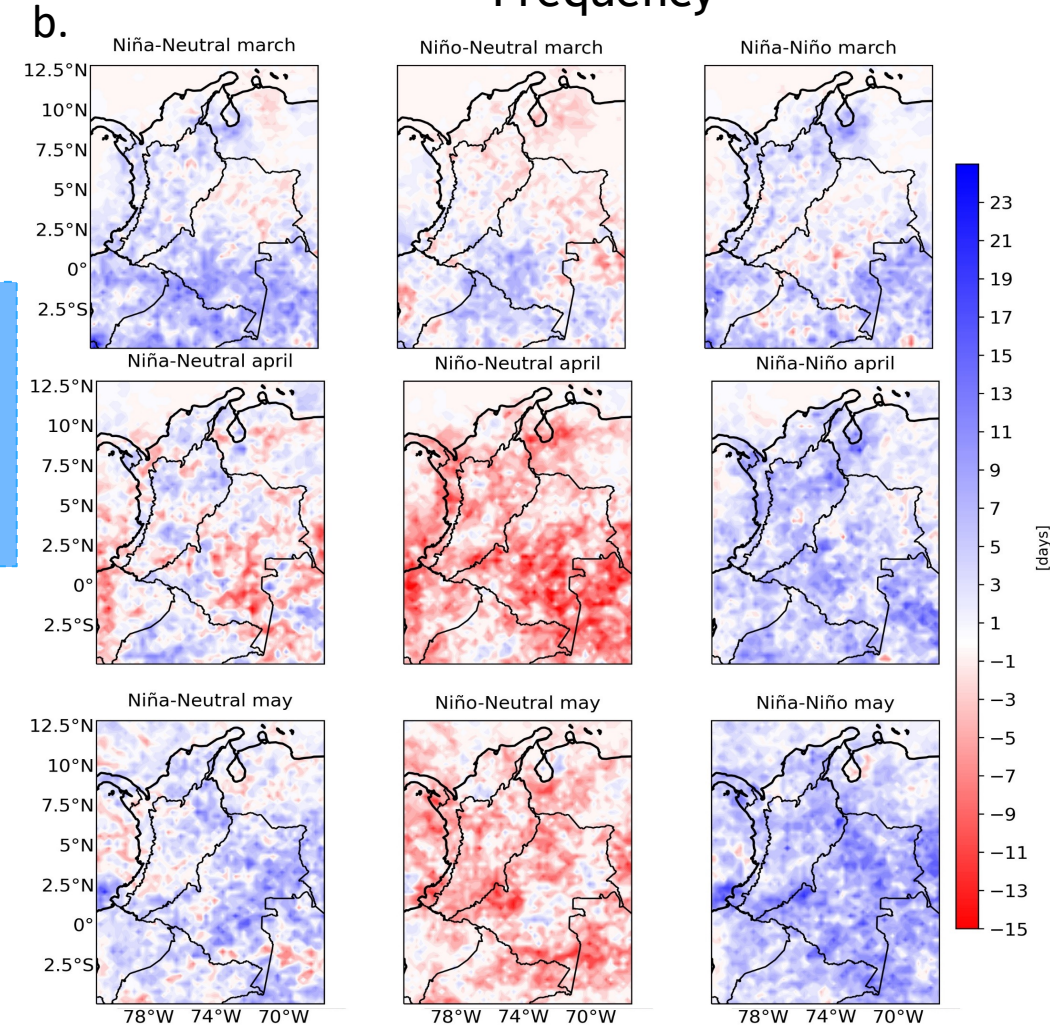 Frequency
b.
Niña-Neutral march
Niño-Neutral march
Niña-Niño march
12.5°N
10°N
7.5°N
5°N
2.5°N
0°
2.5°S
Niña-Neutral april
Niño-Neutral april
Niña-Niño april
12.5°N
10°N
7.5°N
5°N
2.5°N
0°
2.5°S
Niña-Neutral may
Niño-Neutral may
Niña-Niño may
12.5°N
10°N
7.5°N
5°N
2.5°N
0°
2.5°S
78°W 74°W 70°W
78°W 74°W 70°W
78°W 74°W 70°W
23
21
19
17
15
13
11
9
7
5
3
1
−1
−3
−5
−7
−9
−11
−13
−15
[days]